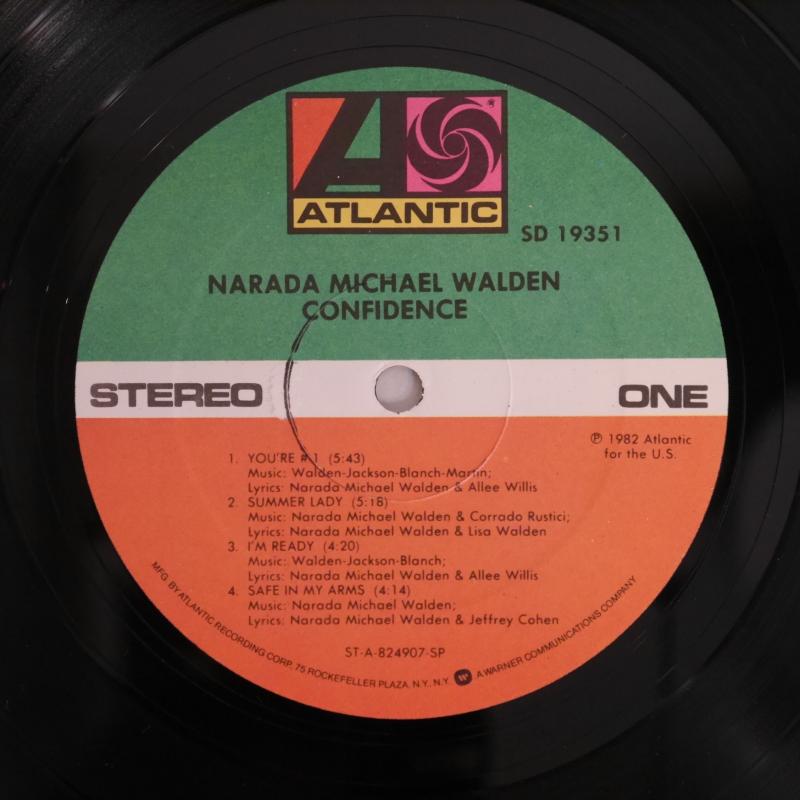 ATLANTIC
SD 19351
NARADA MICHAEL WALDEN
CONFIDENCE
STEREO
ONE
℗ 1982 Atlantic
for the U.S.
1. YOU'RE #1 (5:43)
Music: Walden-Jackson-Blanch-Martin;
Lyrics: Narada Michael Walden & Allee Willis
2. SUMMER LADY (5:18)
Music: Narada Michael Walden & Corrado Rustici;
Lyrics: Narada Michael Walden & Lisa Walden
3. I'M READY (4:20)
Music: Walden-Jackson-Blanch;
Lyrics: Narada Michael Walden & Allee Willis
4. SAFE IN MY ARMS (4:14)
Music: Narada Michael Walden;
Lyrics: Narada Michael Walden & Jeffrey Cohen
ST-A-824907-SP
MFG. BY ATLANTIC RECORDING CORP. 75 ROCKEFELLER PLAZA, N.Y., N.Y. A WARNER COMMUNICATIONS COMPANY